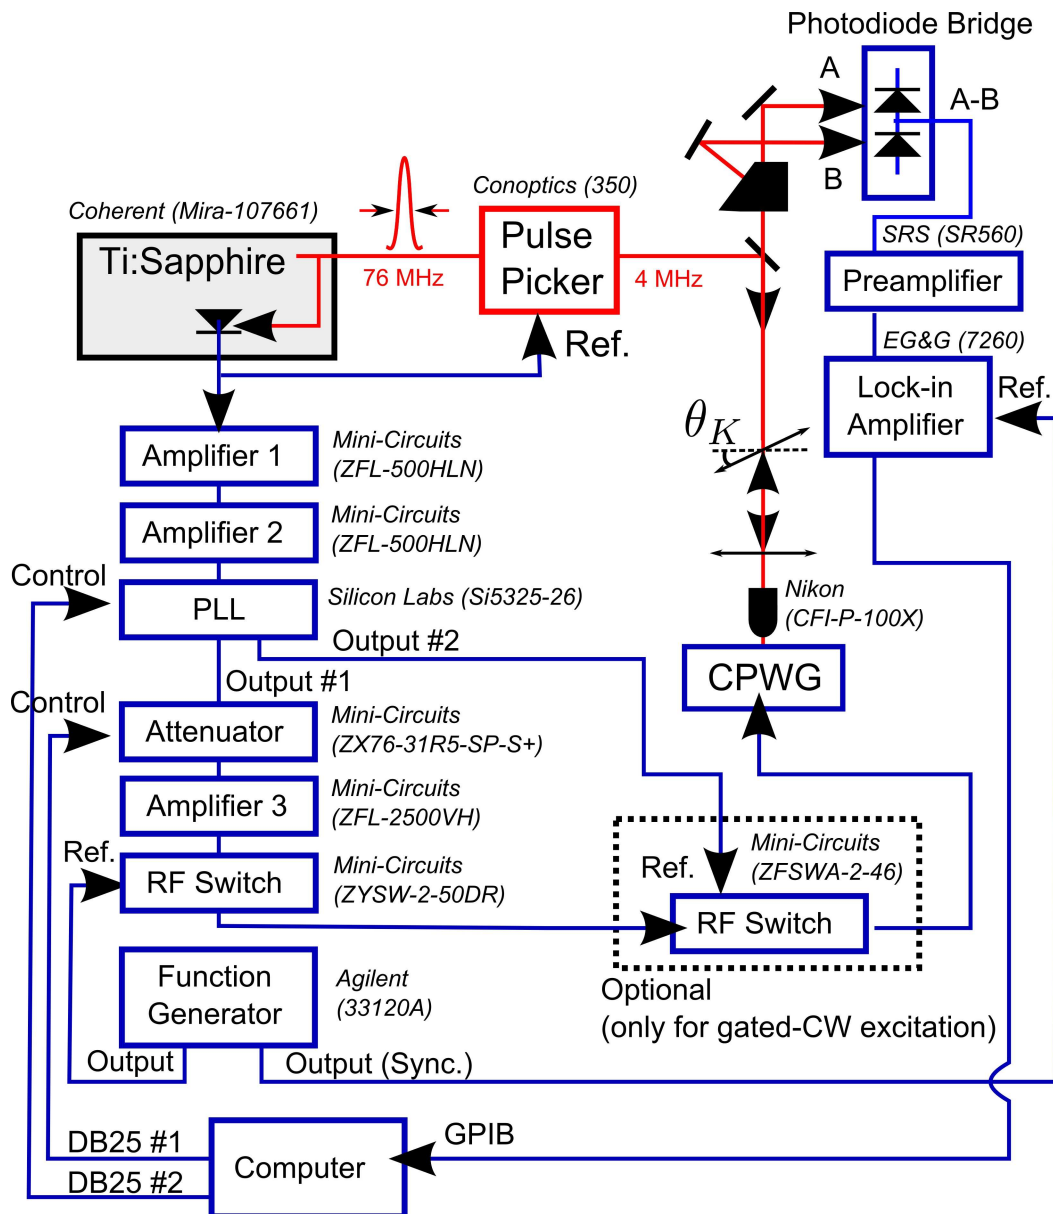 Photodiode Bridge
A
A-B
B
Conoptics (350)
Coherent (Mira-107661)
Ti:Sapphire
76 MHz
Pulse
Picker
4 MHz
Ref.
SRS (SR560)
Preamplifier
EG&G (7260)
Lock-in
Amplifier
Ref.
θK
Amplifier 1
Mini-Circuits
(ZFL-500HLN)
Amplifier 2
Mini-Circuits
(ZFL-500HLN)
Control
PLL
Silicon Labs (Si5325-26)
Output #2
Nikon
(CFI-P-100X)
CPWG
Output #1
Control
Attenuator
Mini-Circuits
(ZX76-31R5-SP-S+)
Amplifier 3
Mini-Circuits
(ZFL-2500VH)
Ref.
RF Switch
Mini-Circuits
(ZYSW-2-50DR)
Ref.
Mini-Circuits
(ZFSWA-2-46)
RF Switch
Optional
(only for gated-CW excitation)
Function
Generator
Agilent
(33120A)
Output
Output (Sync.)
DB25 #1
DB25 #2
Computer
GPIB